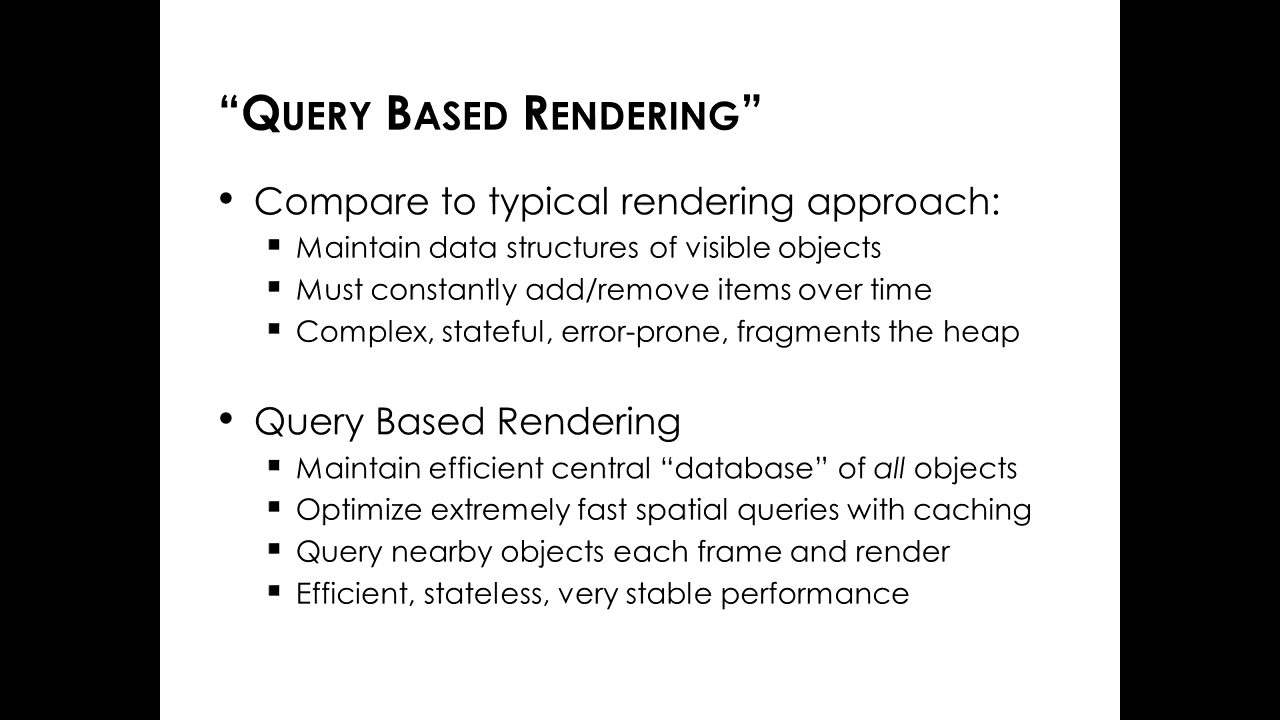 “Query Based Rendering”
• Compare to typical rendering approach:
▪ Maintain data structures of visible objects
▪ Must constantly add/remove items over time
▪ Complex, stateful, error-prone, fragments the heap
• Query Based Rendering
▪ Maintain efficient central “database” of all objects
▪ Optimize extremely fast spatial queries with caching
▪ Query nearby objects each frame and render
▪ Efficient, stateless, very stable performance